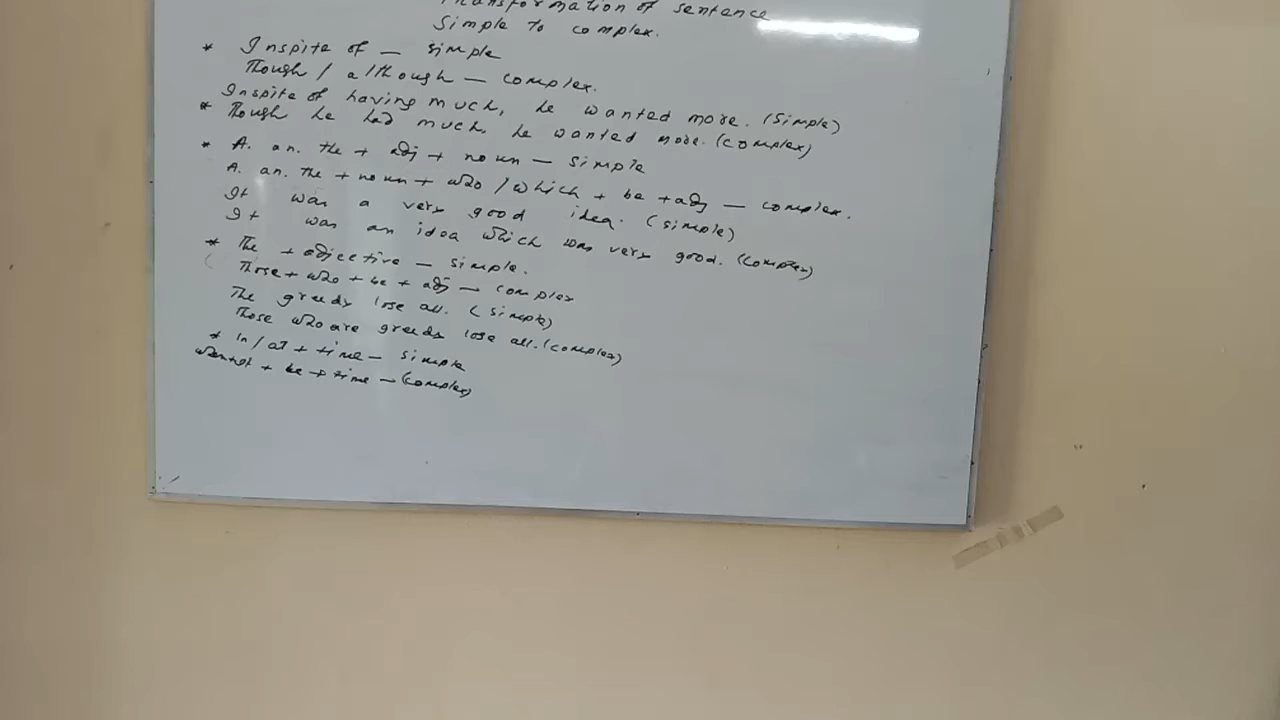 Transformation of sentence
Simple to complex.
* Inspite of — simple
Though / although — complex.
Inspite of having much, he wanted more. (Simple)
* Though he had much, he wanted more. (complex)
* A. an. the + adj + noun — simple
A. an. the + noun + who / which + be + adj — complex.
It was a very good idea. (simple)
It was an idea which was very good. (complex)
* The + adjective — simple.
Those + who + be + adj — complex
The greedy lose all. (simple)
Those who are greedy lose all. (complex)
* In / at + time — simple
+ be + time — (complex)